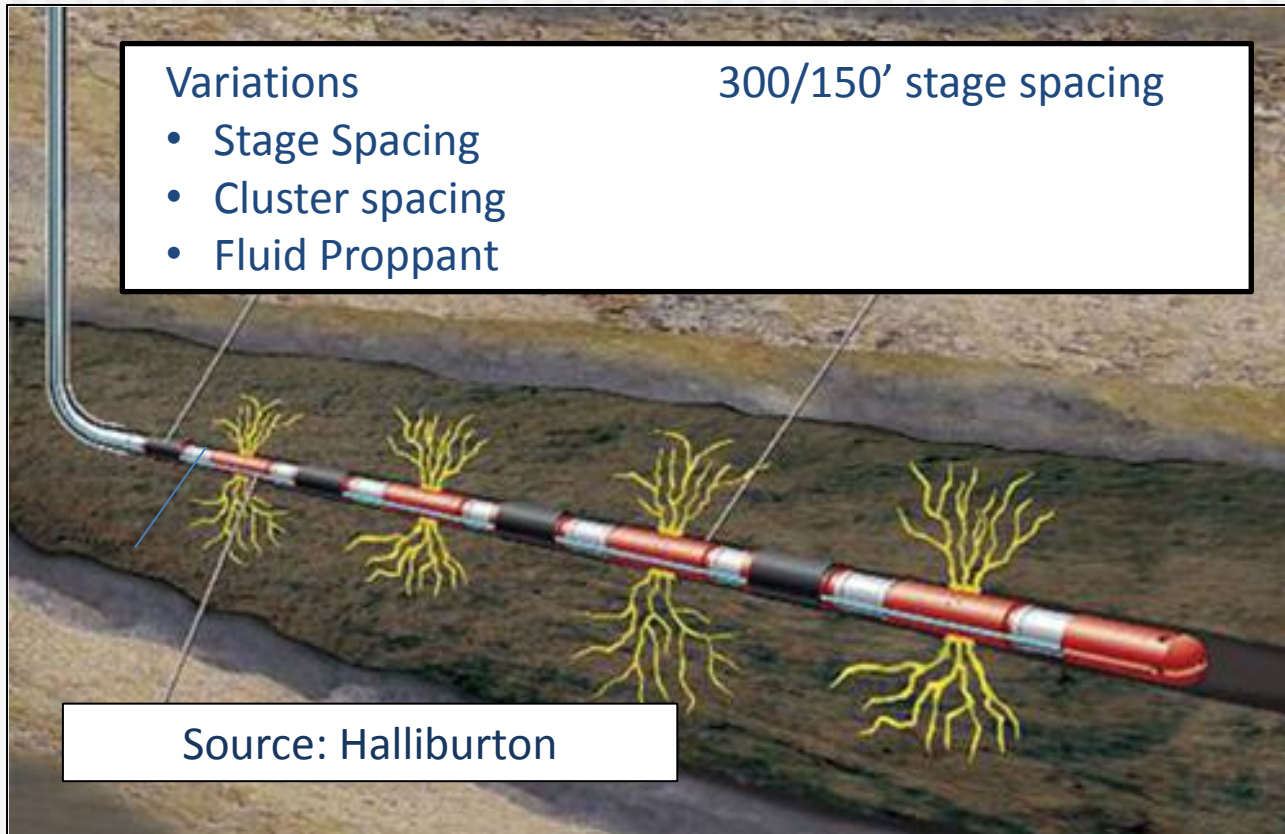 Variations 300/150’ stage spacing
• Stage Spacing
• Cluster spacing
• Fluid Proppant
Source: Halliburton